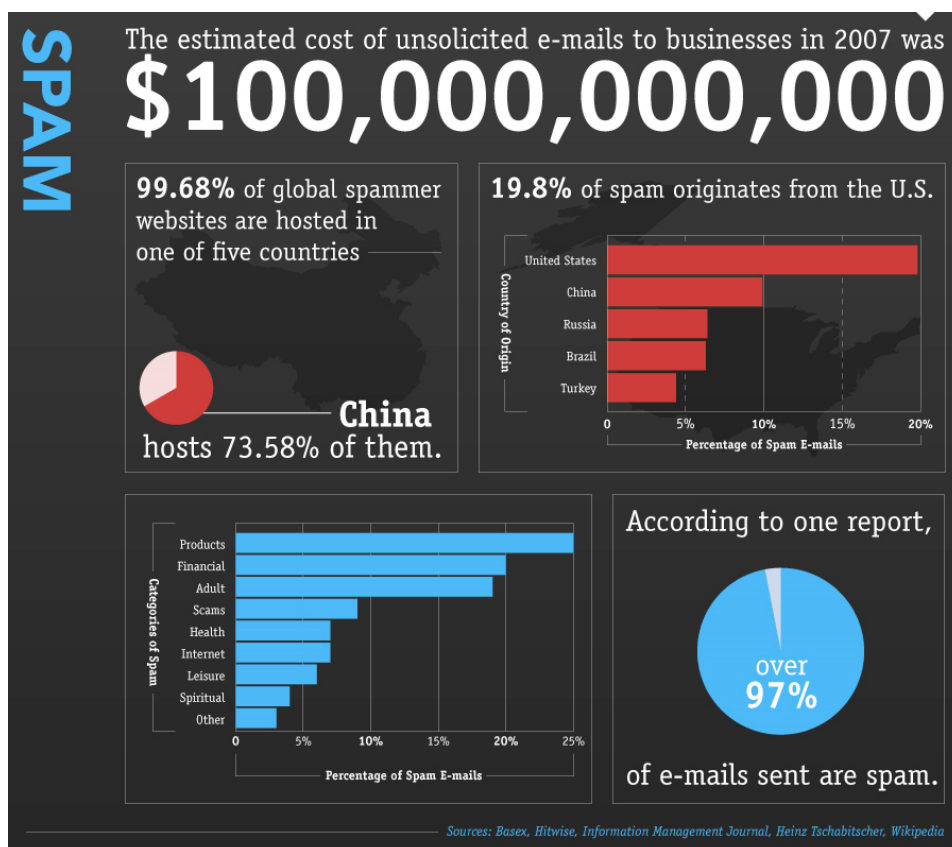 SPAM
The estimated cost of unsolicited e-mails to businesses in 2007 was
$100,000,000,000
99.68% of global spammer
websites are hosted in
one of five countries
China
hosts 73.58% of them.
19.8% of spam originates from the U.S.
Country of Origin
United States
China
Russia
Brazil
Turkey
0 5% 10% 15% 20%
Percentage of Spam E-mails
Categories of Spam
Products
Financial
Adult
Scams
Health
Internet
Leisure
Spiritual
Other
0 5% 10% 15% 20% 25%
Percentage of Spam E-mails
According to one report,
over
97%
of e-mails sent are spam.
Sources: Basex, Hitwise, Information Management Journal, Heinz Tschabitscher, Wikipedia